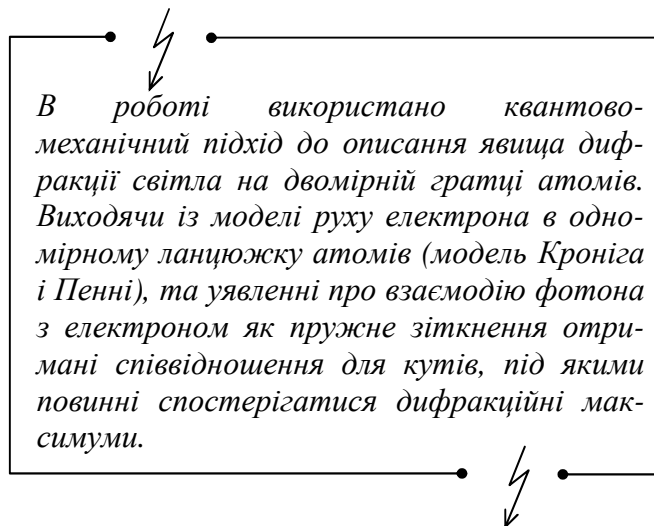 В роботі використано квантово-
механічний підхід до описання явища диф-
ракції світла на двомірній гратці атомів.
Виходячи із моделі руху електрона в одно-
мірному ланцюжку атомів (модель Кроніга
і Пенні), та уявленні про взаємодію фотона
з електроном як пружне зіткнення отри-
мані співвідношення для кутів, під якими
повинні спостерігатися дифракційні мак-
симуми.